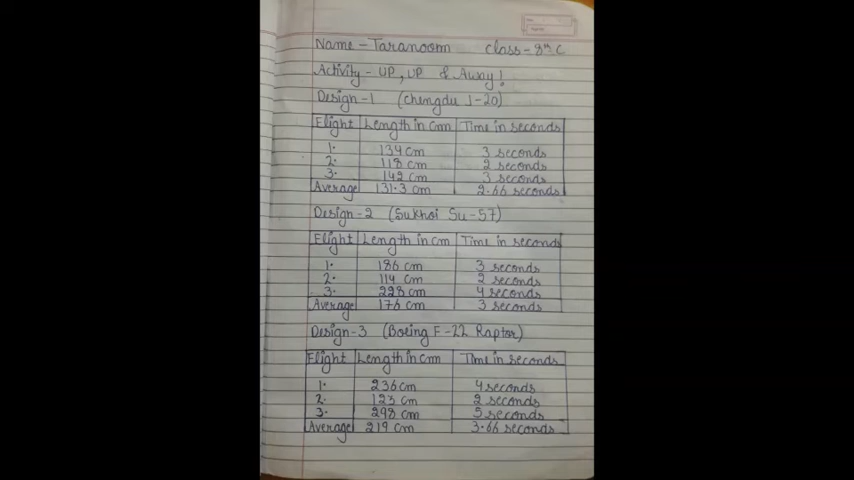 Name - Taranoom Class - 8th C
Activity - UP, UP & Away!
Design - 1 (Chengdu J-20)
Flight Length in cm Time in seconds
1. 134 cm 3 seconds
2. 118 cm 2 seconds
3. 142 cm 3 seconds
Average 131.3 cm 2.66 seconds
Design - 2 (Sukhoi Su-57)
Flight Length in cm Time in seconds
1. 186 cm 3 seconds
2. 114 cm 2 seconds
3. 228 cm 4 seconds
Average 176 cm 3 seconds
Design - 3 (Boeing F-22 Raptor)
Flight Length in cm Time in seconds
1. 236 cm 4 seconds
2. 123 cm 2 seconds
3. 298 cm 5 seconds
Average 219 cm 3.66 seconds